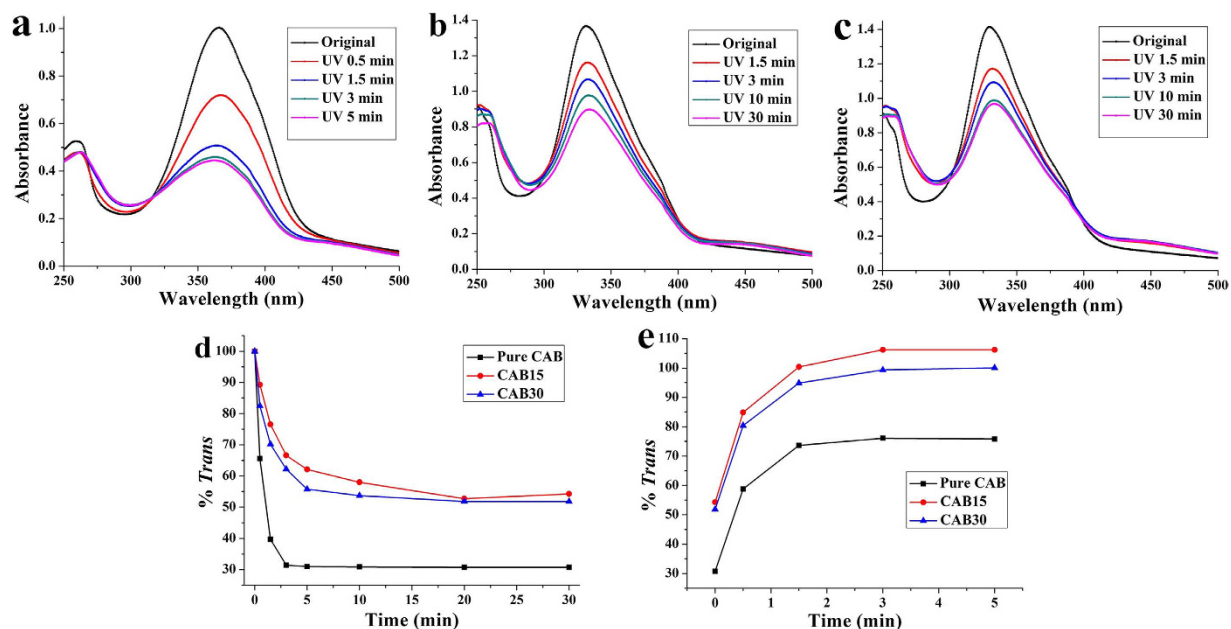 a
Absorbance
1.0
0.8
0.6
0.4
0.2
0.0
250 300 350 400 450 500
Wavelength (nm)
Original
UV 0.5 min
UV 1.5 min
UV 3 min
UV 5 min
b
1.4
1.2
1.0
0.8
0.6
0.4
0.2
0.0
250 300 350 400 450 500
Wavelength (nm)
Original
UV 1.5 min
UV 3 min
UV 10 min
UV 30 min
c
Absorbance
1.4
1.2
1.0
0.8
0.6
0.4
0.2
0.0
250 300 350 400 450 500
Wavelength (nm)
Original
UV 1.5 min
UV 3 min
UV 10 min
UV 30 min
d
% Trans
100
90
80
70
60
50
40
30
0 5 10 15 20 25 30
Time (min)
Pure CAB
CAB15
CAB30
e
% Trans
110
100
90
80
70
60
50
40
30
0 1 2 3 4 5
Time (min)
Pure CAB
CAB15
CAB30